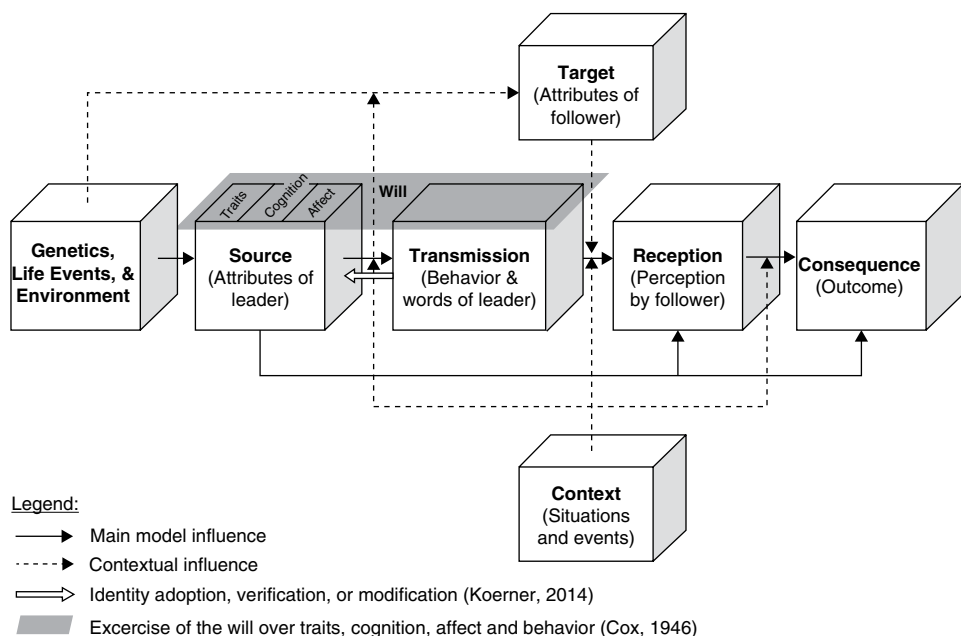 Target
(Attributes of
follower)
Will
Traits
Cognition
Affect
Genetics,
Life Events, &
Environment
Source
(Attributes of
leader)
Transmission
(Behavior &
words of leader)
Reception
(Perception
by follower)
Consequence
(Outcome)
Context
(Situations
and events)
Legend:
Main model influence
Contextual influence
Identity adoption, verification, or modification (Koerner, 2014)
Excercise of the will over traits, cognition, affect and behavior (Cox, 1946)